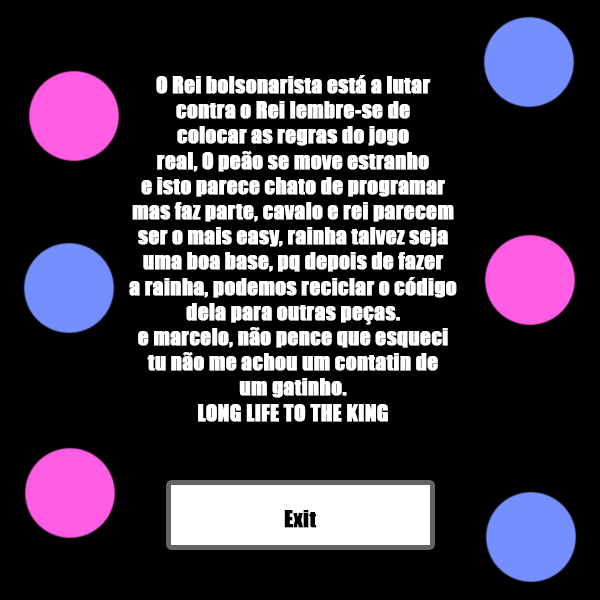 O Rei bolsonarista está a lutar
contra o Rei lembre-se de
colocar as regras do jogo
real, O peão se move estranho
e isto parece chato de programar
mas faz parte, cavalo e rei parecem
ser o mais easy, rainha talvez seja
uma boa base, pq depois de fazer
a rainha, podemos reciclar o código
dela para outras peças.
e marcelo, não pence que esqueci
tu não me achou um contatin de
um gatinho.
LONG LIFE TO THE KING
Exit